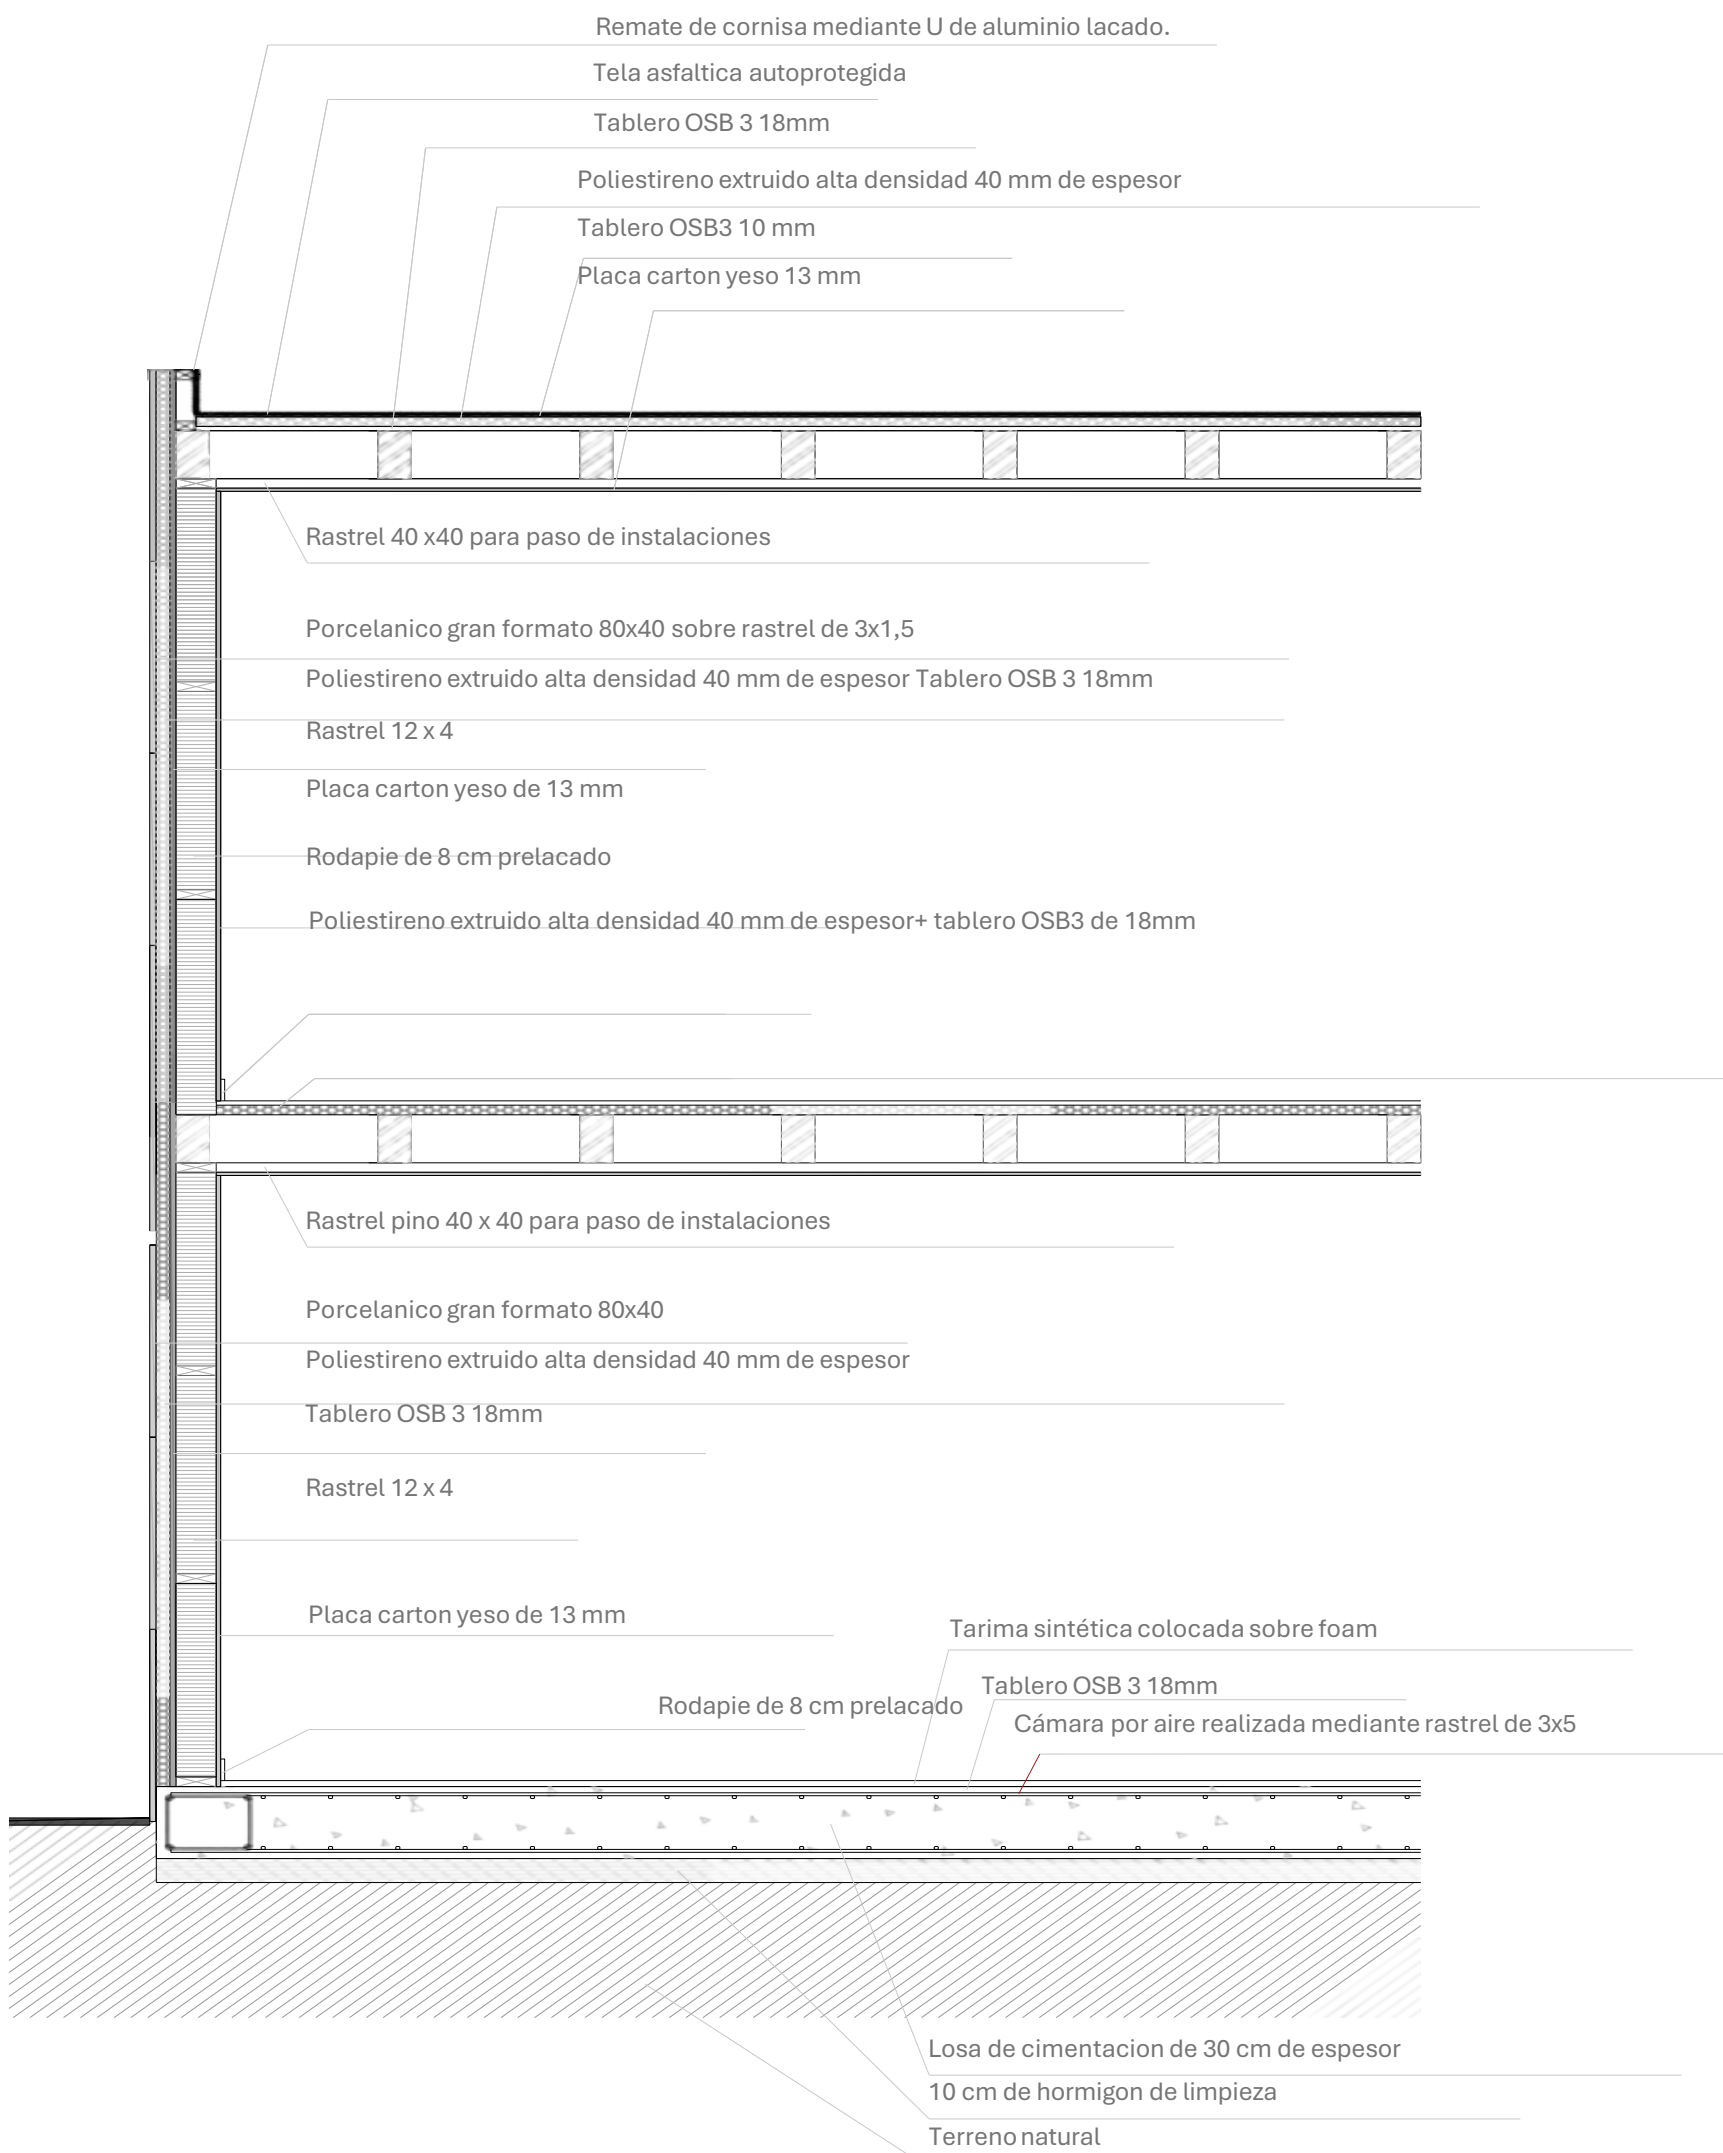 Remate de cornisa mediante U de aluminio lacado.
Tela asfaltica autoprotegida
Tablero OSB 3 18mm
Poliestireno extruido alta densidad 40 mm de espesor
Tablero OSB3 10 mm
Placa carton yeso 13 mm
Rastrel 40 x40 para paso de instalaciones
Porcelanico gran formato 80x40 sobre rastrel de 3x1,5
Poliestireno extruido alta densidad 40 mm de espesor Tablero OSB 3 18mm
Rastrel 12 x 4
Placa carton yeso de 13 mm
Rodapie de 8 cm prelacado
Poliestireno extruido alta densidad 40 mm de espesor+ tablero OSB3 de 18mm
Rastrel pino 40 x 40 para paso de instalaciones
Porcelanico gran formato 80x40
Poliestireno extruido alta densidad 40 mm de espesor
Tablero OSB 3 18mm
Rastrel 12 x 4
Placa carton yeso de 13 mm
Tarima sintética colocada sobre foam
Tablero OSB 3 18mm
Rodapie de 8 cm prelacado
Cámara por aire realizada mediante rastrel de 3x5
Losa de cimentacion de 30 cm de espesor
10 cm de hormigon de limpieza
Terreno natural